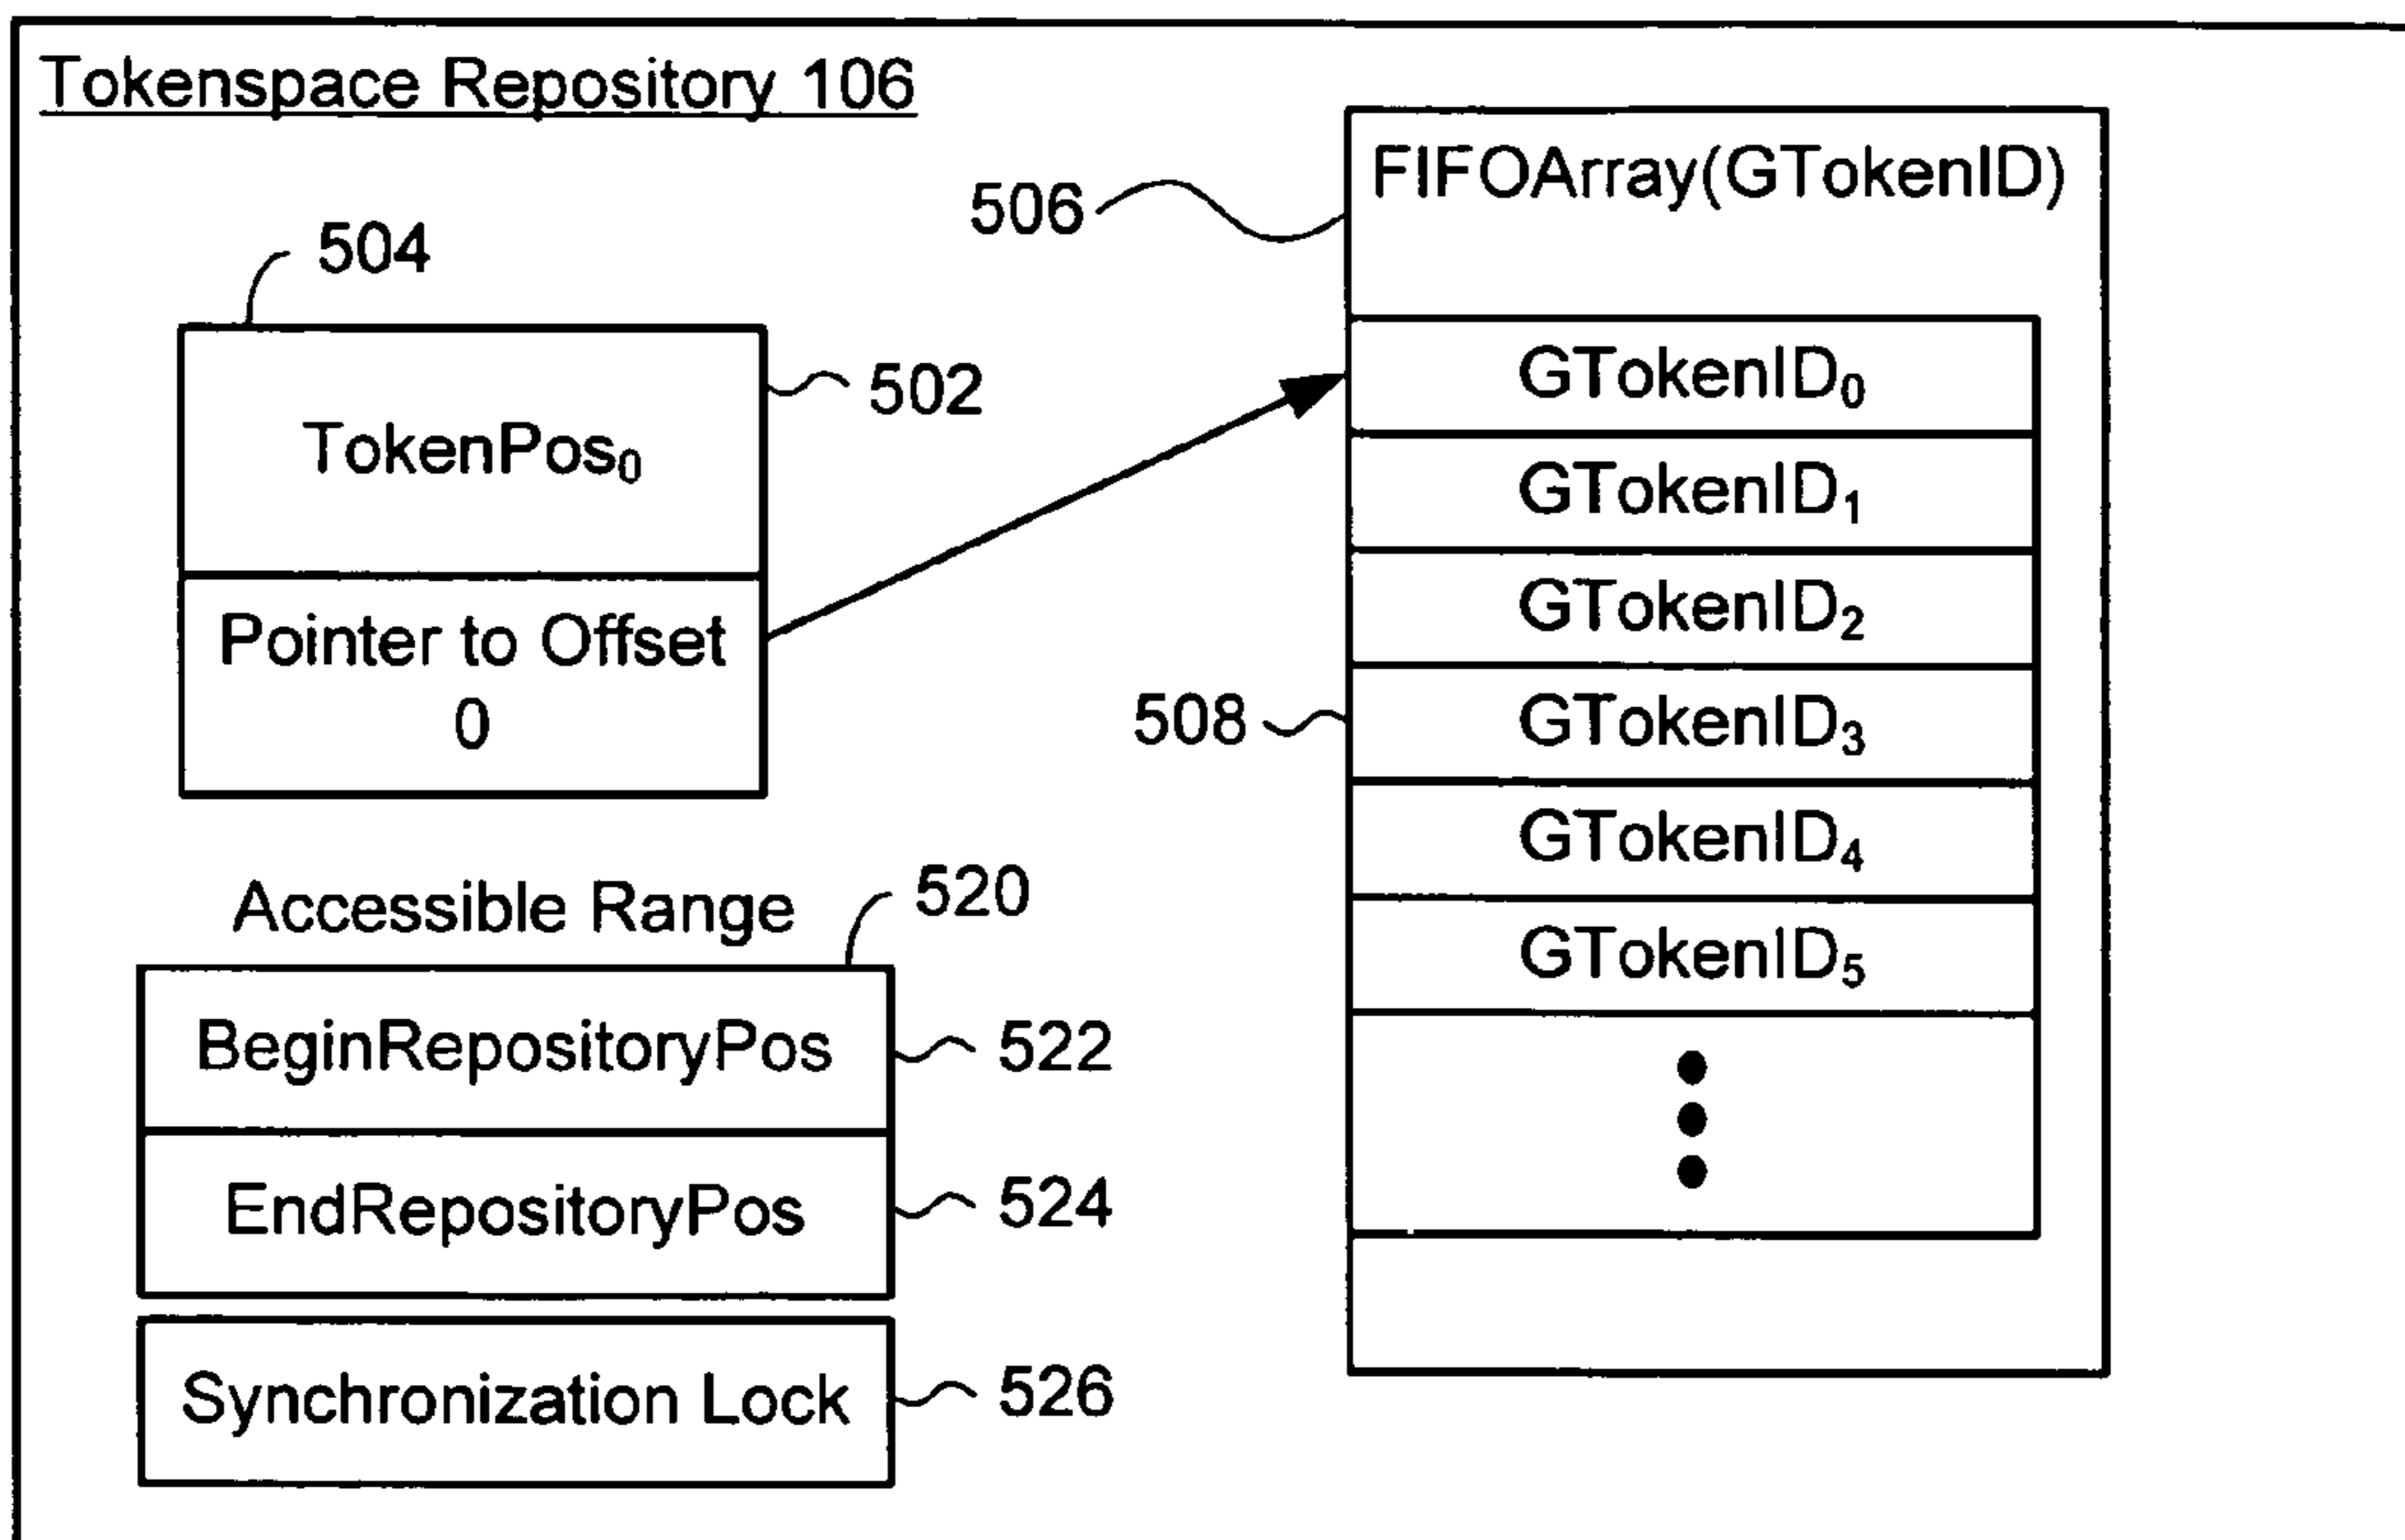 Tokenspace Repository 106
504
502
TokenPos₀
Pointer to Offset
0
506
FIFOArray(GTokenID)
GTokenID₀
GTokenID₁
GTokenID₂
508
GTokenID₃
GTokenID₄
GTokenID₅
Accessible Range
520
BeginRepositoryPos
522
EndRepositoryPos
524
Synchronization Lock
526